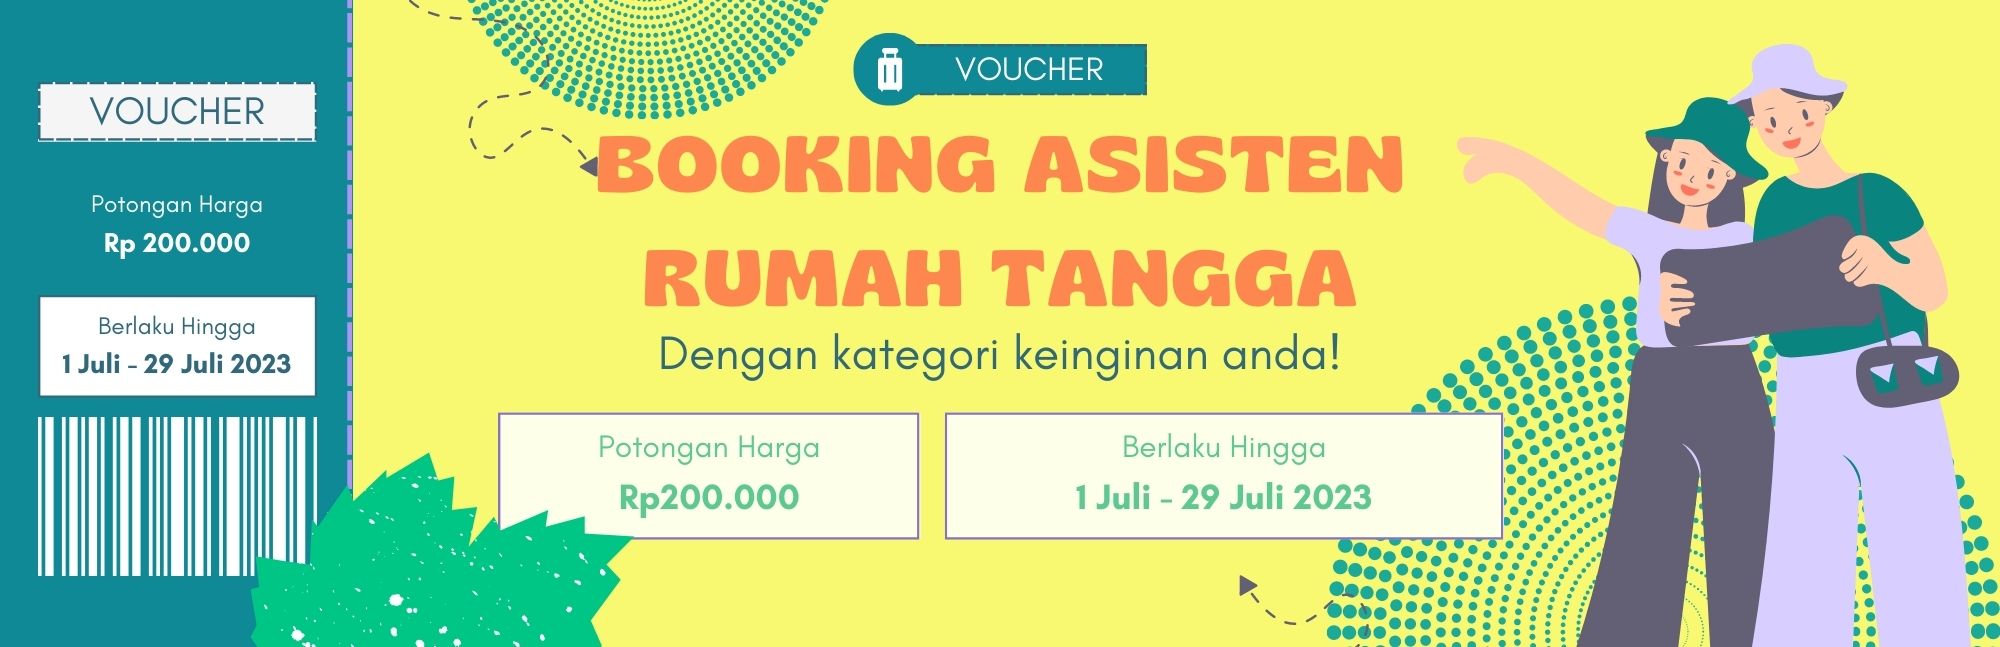 VOUCHER
Potongan Harga
Rp 200.000
Berlaku Hingga
1 Juli - 29 Juli 2023
VOUCHER
BOOKING ASISTEN
RUMAH TANGGA
Dengan kategori keinginan anda!
Potongan Harga
Rp200.000
Berlaku Hingga
1 Juli - 29 Juli 2023